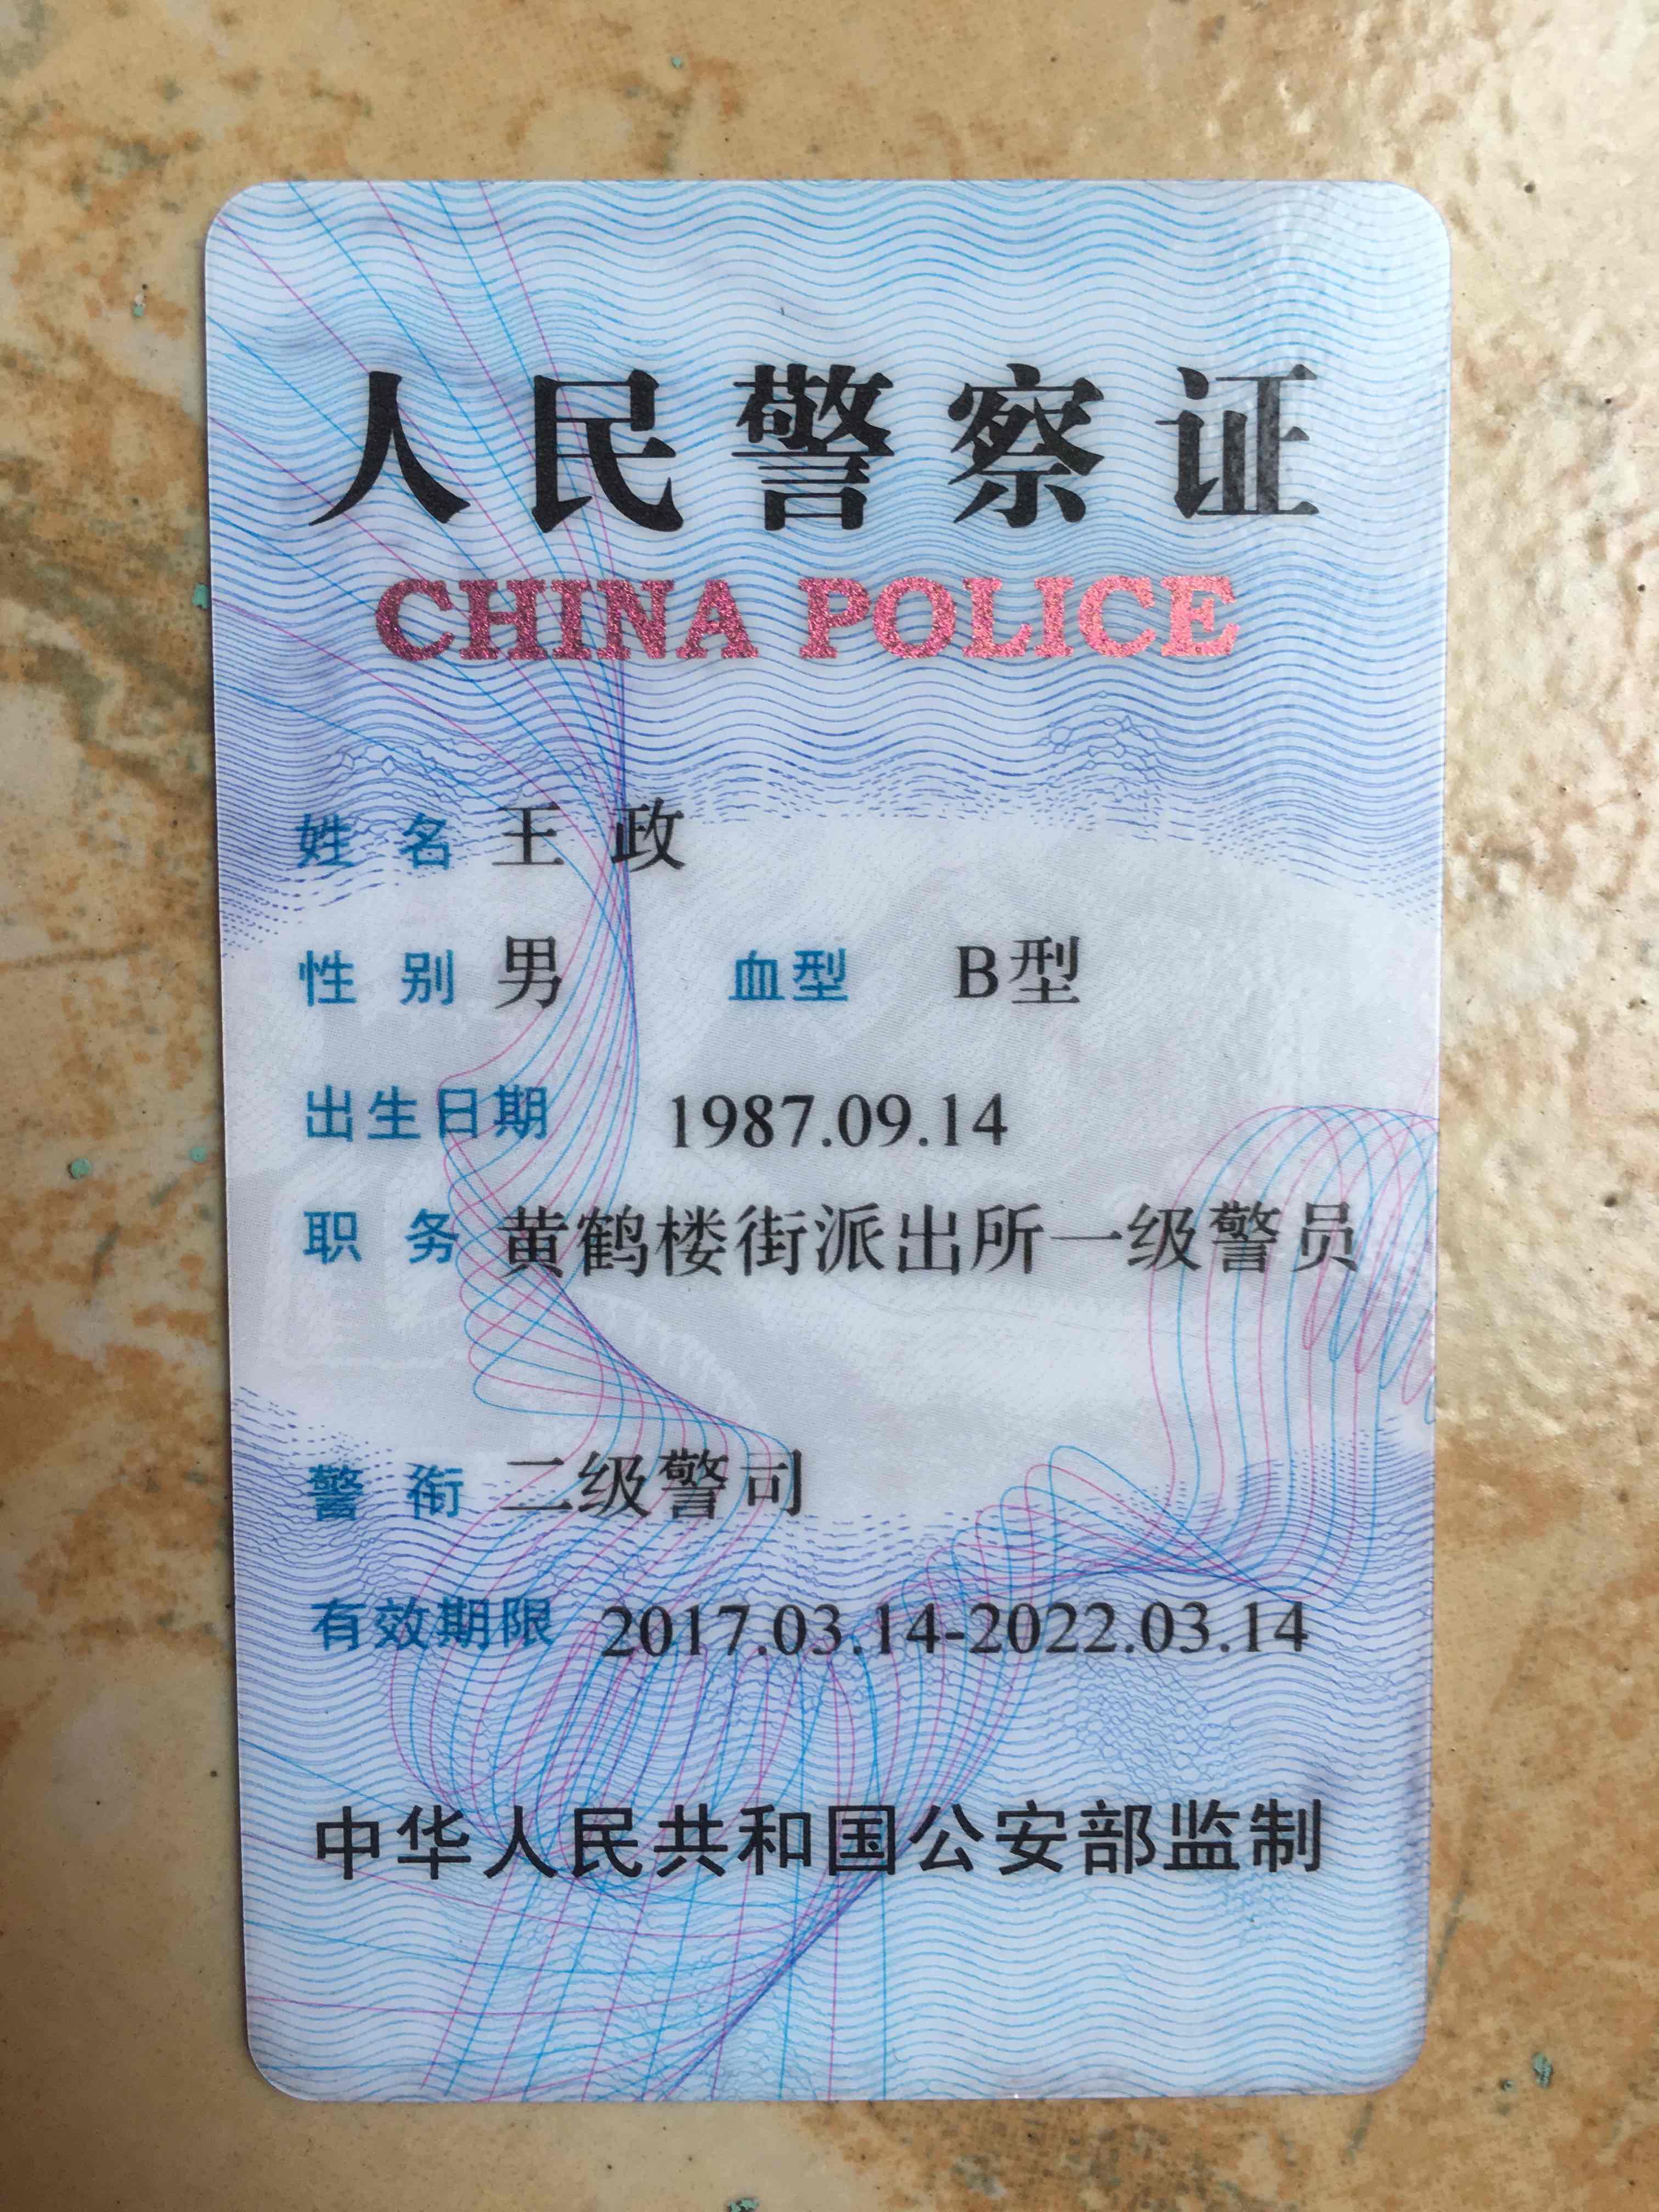 人民警察证
CHINA POLICE
姓名 王政
性别 男 血型 B型
出生日期 1987.09.14
职务 黄鹤楼街派出所一级警员
警衔 二级警司
有效期限 2017.03.14-2022.03.14
中华人民共和国公安部监制